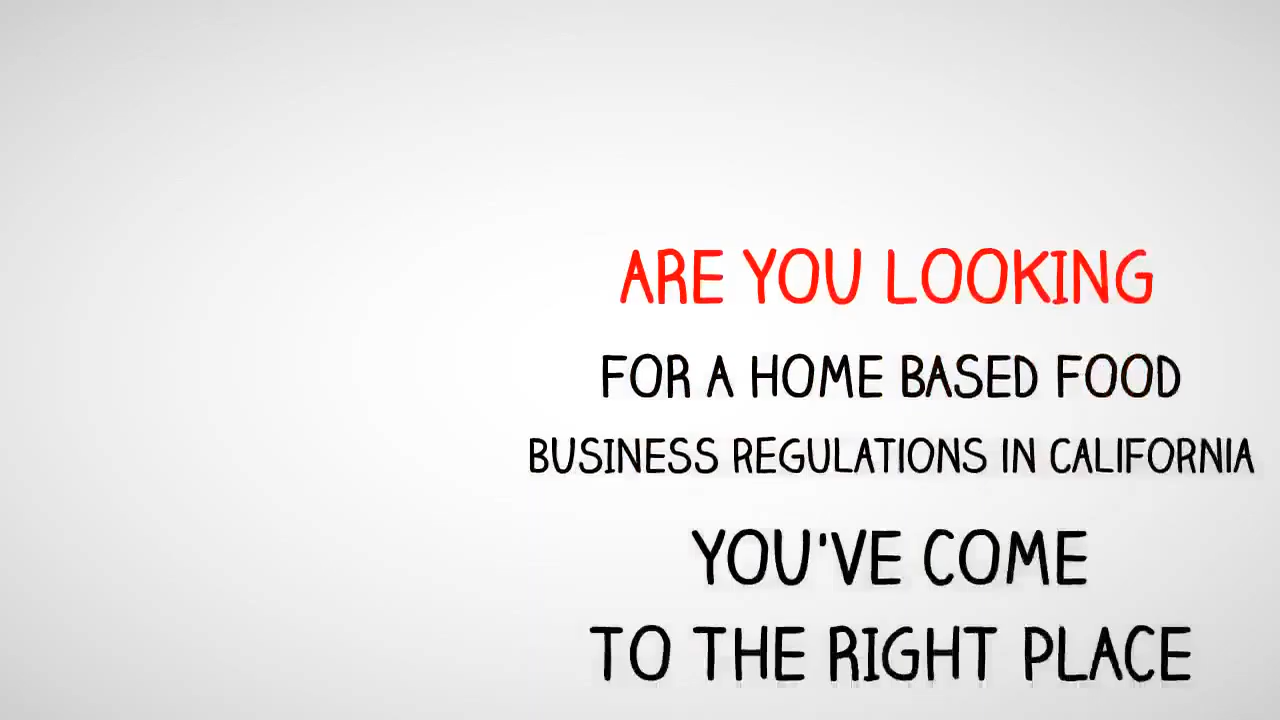 ARE YOU LOOKING
FOR A HOME BASED FOOD
BUSINESS REGULATIONS IN CALIFORNIA
YOU'VE COME
TO THE RIGHT PLACE